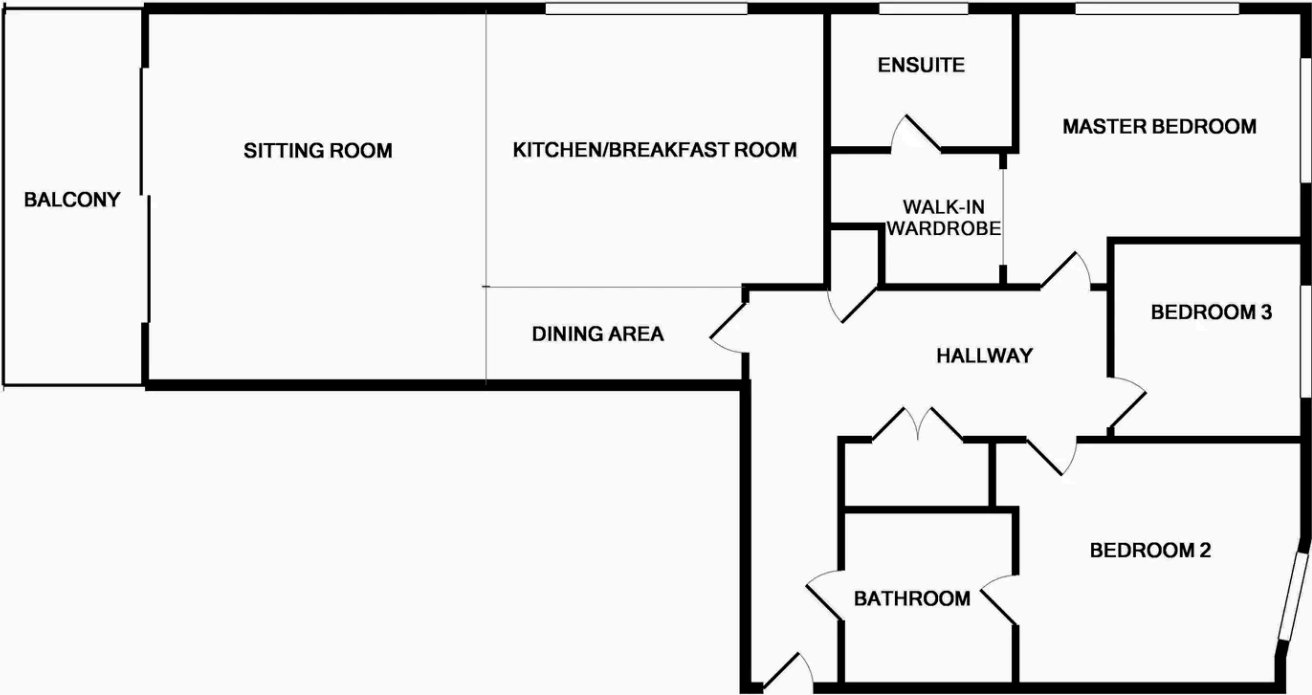 ENSUITE
MASTER BEDROOM
SITTING ROOM
KITCHEN/BREAKFAST ROOM
BALCONY
WALK-IN
WARDROBE
BEDROOM 3
DINING AREA
HALLWAY
BEDROOM 2
BATHROOM